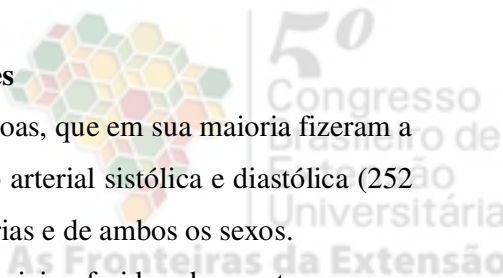 es
oas, que em sua maioria fizeram a
arterial sistólica e diastólica (252
rias e de ambos os sexos.
5º
Congresso
Brasileiro de
Extensão
Universitária
As Fronteiras da Extensão